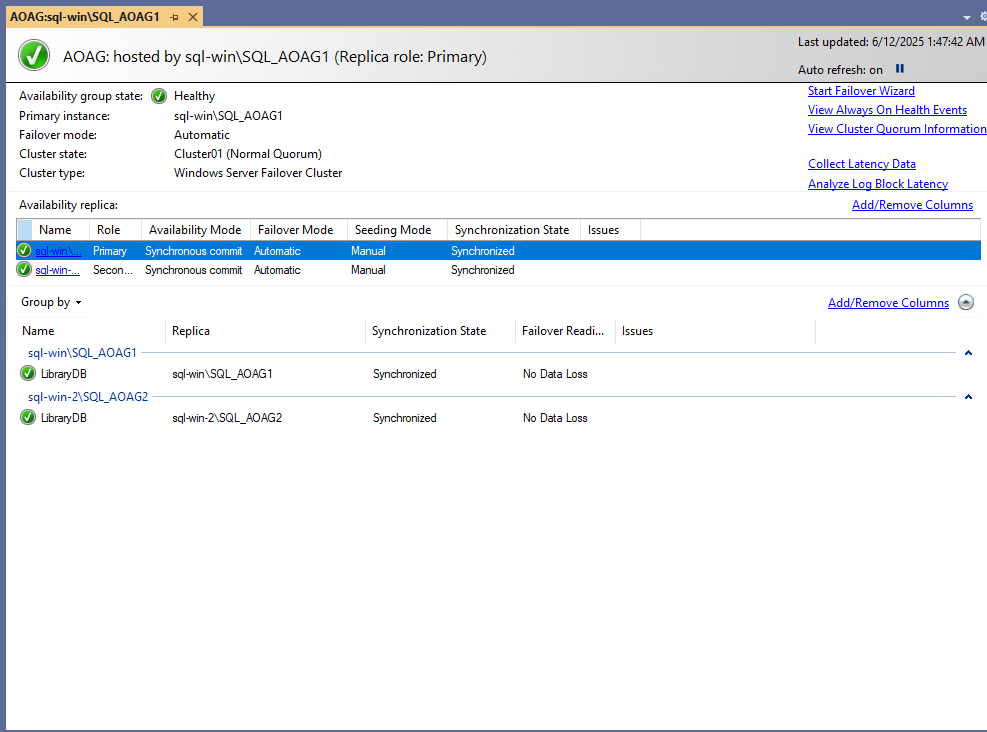 AOAG:sql-win\SQL_AOAG1
AOAG: hosted by sql-win\SQL_AOAG1 (Replica role: Primary)
Last updated: 6/12/2025 1:47:42 AM
Auto refresh: on
Availability group state: Healthy
Primary instance: sql-win\SQL_AOAG1
Failover mode: Automatic
Cluster state: Cluster01 (Normal Quorum)
Cluster type: Windows Server Failover Cluster
Start Failover Wizard
View Always On Health Events
View Cluster Quorum Information
Collect Latency Data
Analyze Log Block Latency
Availability replica:
Add/Remove Columns
Name Role Availability Mode Failover Mode Seeding Mode Synchronization State Issues
sql-win\... Primary Synchronous commit Automatic Manual Synchronized
sql-win-... Secon... Synchronous commit Automatic Manual Synchronized
Group by
Add/Remove Columns
Name Replica Synchronization State Failover Readi... Issues
sql-win\SQL_AOAG1
LibraryDB sql-win\SQL_AOAG1 Synchronized No Data Loss
sql-win-2\SQL_AOAG2
LibraryDB sql-win-2\SQL_AOAG2 Synchronized No Data Loss